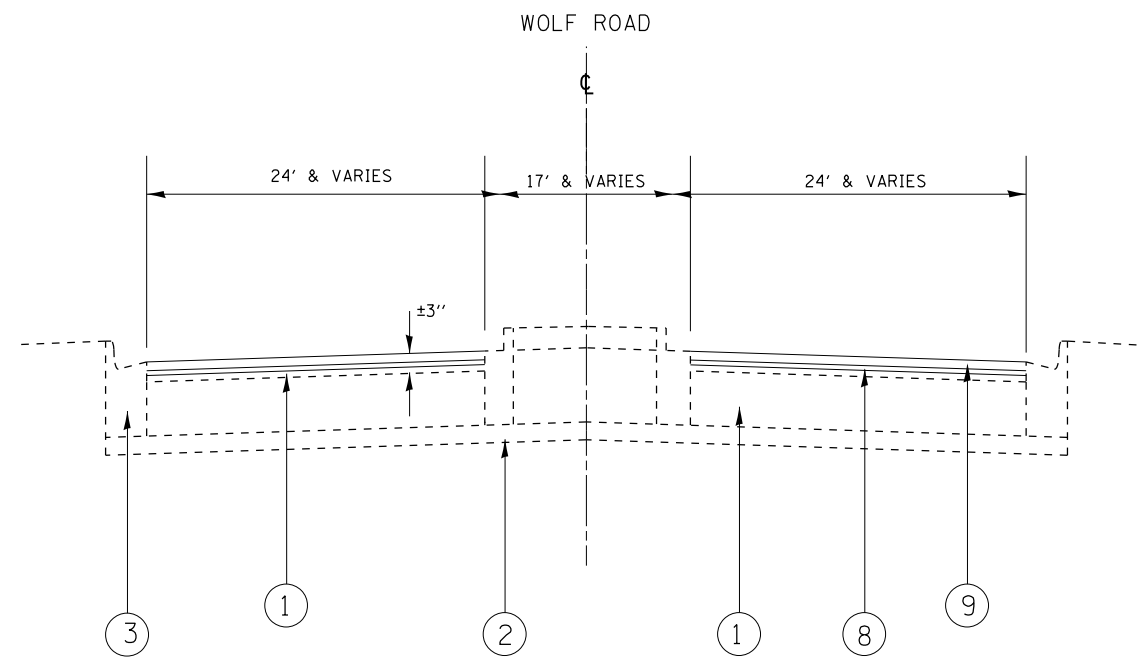 WOLF ROAD
℄
24' & VARIES
17' & VARIES
24' & VARIES
±3''
3
1
2
1
8
9